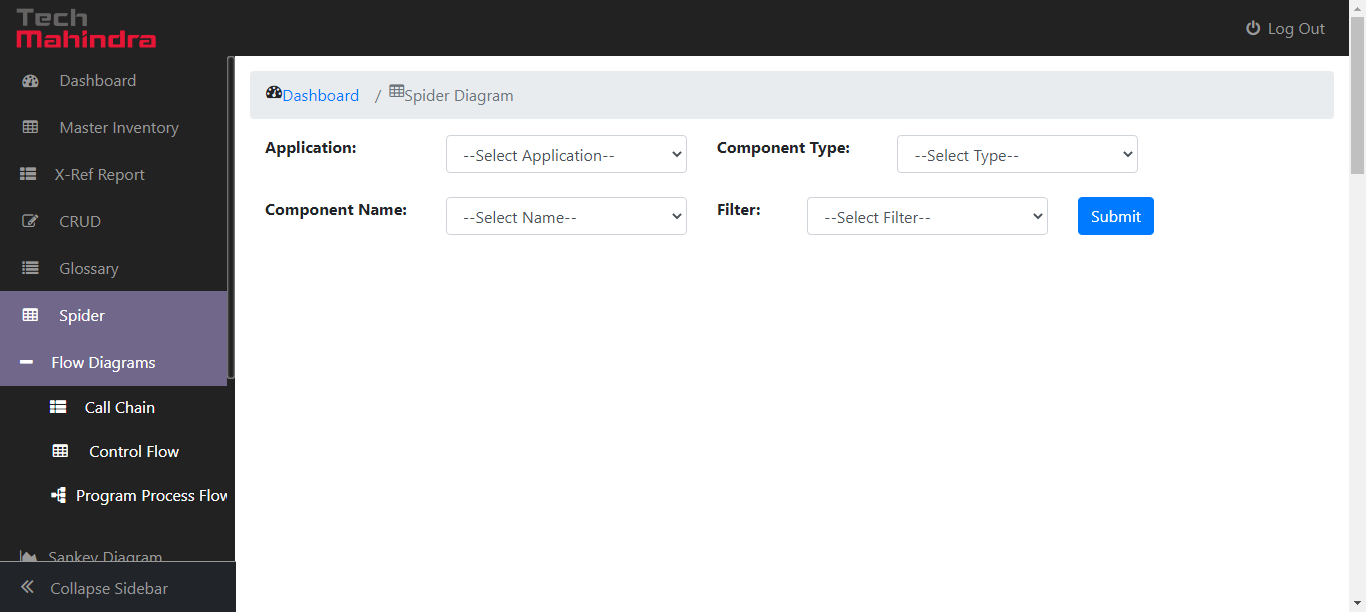 Tech
Mahindra
Log Out
Dashboard
Master Inventory
X-Ref Report
CRUD
Glossary
Spider
Flow Diagrams
Call Chain
Control Flow
Program Process Flow
Sankey Diagram
Collapse Sidebar
Dashboard / Spider Diagram
Application: --Select Application-- Component Type: --Select Type--
Component Name: --Select Name-- Filter: --Select Filter-- Submit